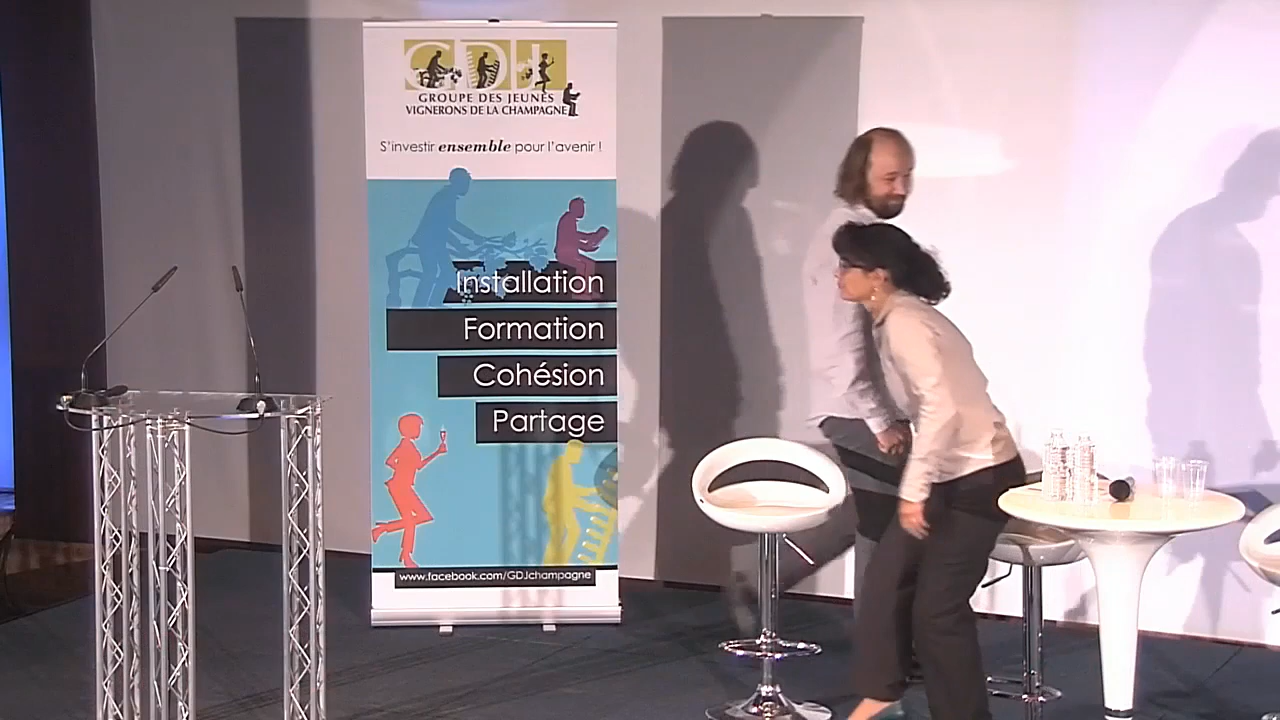 GDJ
GROUPE DES JEUNES
VIGNERONS DE LA CHAMPAGNE
S'investir ensemble pour l'avenir !
Installation
Formation
Cohésion
Partage
www.facebook.com/GDJchampagne